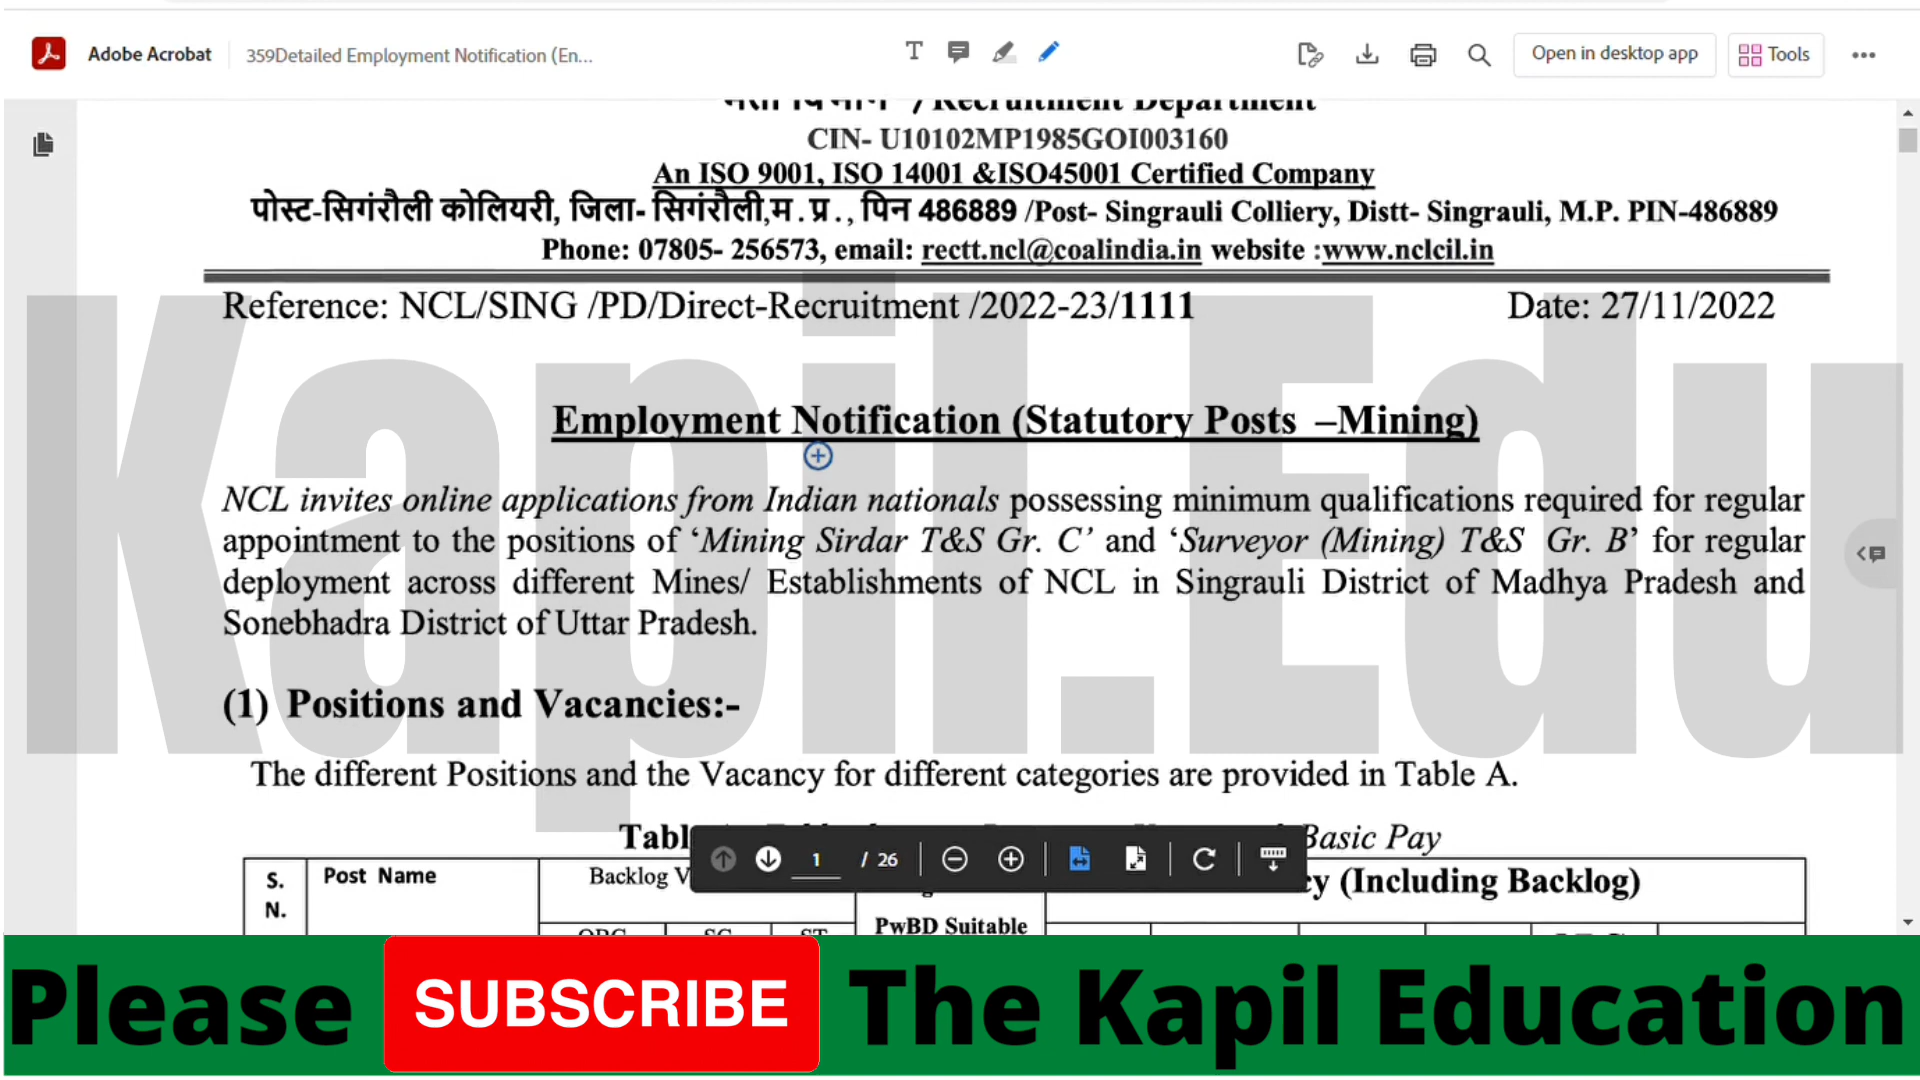 Adobe Acrobat
359Detailed Employment Notification (En...
Open in desktop app
Tools
/ Recruitment Department
CIN- U10102MP1985GOI003160
An ISO 9001, ISO 14001 &ISO45001 Certified Company
पोस्ट-सिगंरौली कोलियरी, जिला- सिगंरौली,म.प्र., पिन 486889 /Post- Singrauli Colliery, Distt- Singrauli, M.P. PIN-486889
Phone: 07805- 256573, email: rectt.ncl@coalindia.in website :www.nclcil.in
Reference: NCL/SING /PD/Direct-Recruitment /2022-23/1111
Date: 27/11/2022
Kapil.Edu
Employment Notification (Statutory Posts –Mining)
NCL invites online applications from Indian nationals possessing minimum qualifications required for regular
appointment to the positions of ‘Mining Sirdar T&S Gr. C’ and ‘Surveyor (Mining) T&S Gr. B’ for regular
deployment across different Mines/ Establishments of NCL in Singrauli District of Madhya Pradesh and
Sonebhadra District of Uttar Pradesh.
(1) Positions and Vacancies:-
The different Positions and the Vacancy for different categories are provided in Table A.
Basic Pay
1 / 26
S.
N.
Post Name
Backlog V
cy (Including Backlog)
PwBD Suitable
Please SUBSCRIBE The Kapil Education